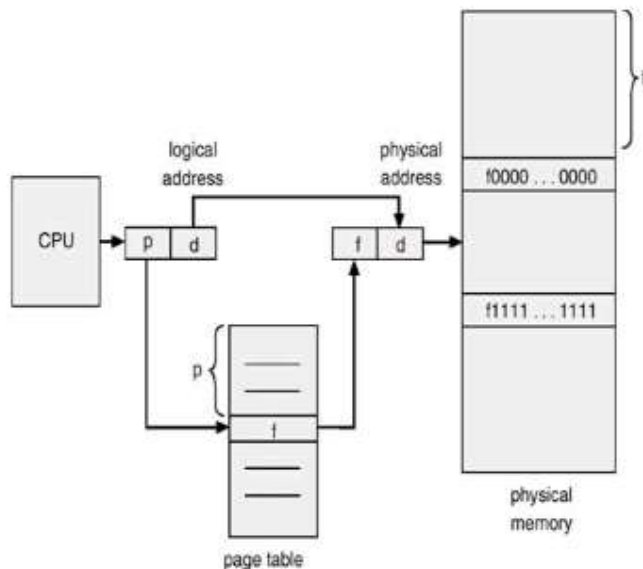 f
logical
address
physical
address
f0000 ... 0000
CPU
p
d
f
d
f1111 ... 1111
p
f
physical
memory
page table